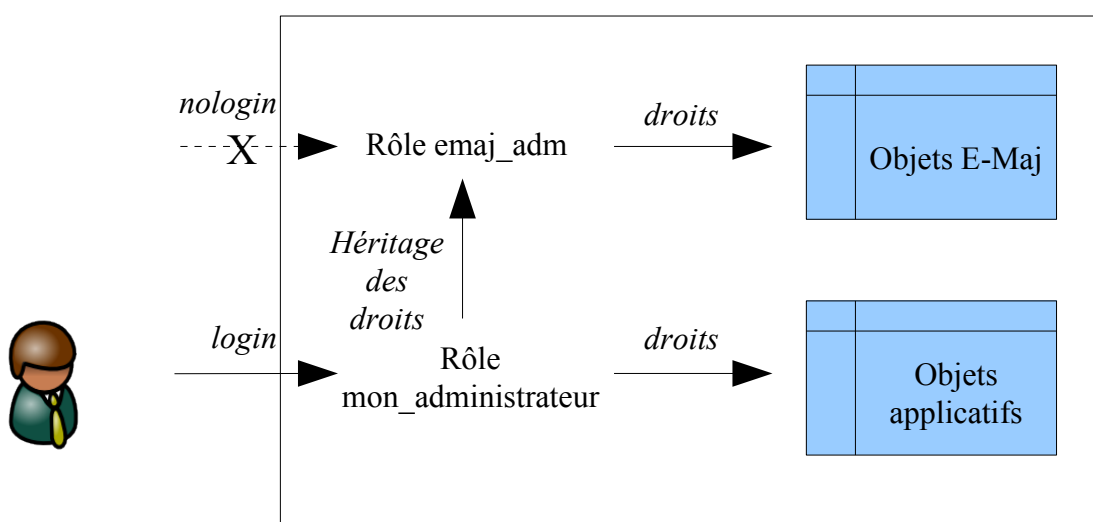 nologin
X
Rôle emaj_adm
droits
Objets E-Maj
Héritage
des
droits
login
Rôle
mon_administrateur
droits
Objets
applicatifs